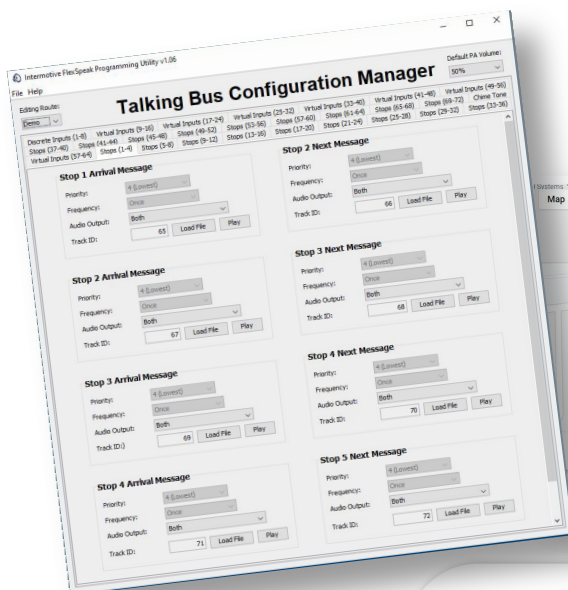 Intermotive FlexSpeak Programming Utility v1.06
File Help
Editing Route:
Demo
Talking Bus Configuration Manager
Default PA Volume:
50%
Discrete Inputs (1-8) Virtual Inputs (9-16) Virtual Inputs (17-24) Virtual Inputs (25-32) Virtual Inputs (33-40) Virtual Inputs (41-48) Virtual Inputs (49-56)
Stops (37-40) Stops (41-44) Stops (45-48) Stops (49-52) Stops (53-56) Stops (57-60) Stops (61-64) Stops (65-68) Stops (69-72) Chime Tone
Virtual Inputs (57-64) Stops (1-4) Stops (5-8) Stops (9-12) Stops (13-16) Stops (17-20) Stops (21-24) Stops (25-28) Stops (29-32) Stops (33-36)
Stop 1 Arrival Message
Priority: 4 (Lowest)
Frequency: Once
Audio Output: Both
Track ID: 65 Load File Play
Stop 2 Next Message
Priority: 4 (Lowest)
Frequency: Once
Audio Output: Both
Track ID: 66 Load File Play
Stop 2 Arrival Message
Priority: 4 (Lowest)
Frequency: Once
Audio Output: Both
Track ID: 67 Load File Play
Stop 3 Next Message
Priority: 4 (Lowest)
Frequency: Once
Audio Output: Both
Track ID: 68 Load File Play
Stop 3 Arrival Message
Priority: 4 (Lowest)
Frequency: Once
Audio Output: Both
Track ID:) 69 Load File Play
Stop 4 Next Message
Priority: 4 (Lowest)
Frequency: Once
Audio Output: Both
Track ID: 70 Load File Play
Stop 4 Arrival Message
Priority: 4 (Lowest)
Frequency: Once
Audio Output: Both
Track ID: 71 Load File Play
Stop 5 Next Message
Priority: 4 (Lowest)
Frequency: Once
Audio Output: Both
Track ID: 72 Load File Play
Systems
Map